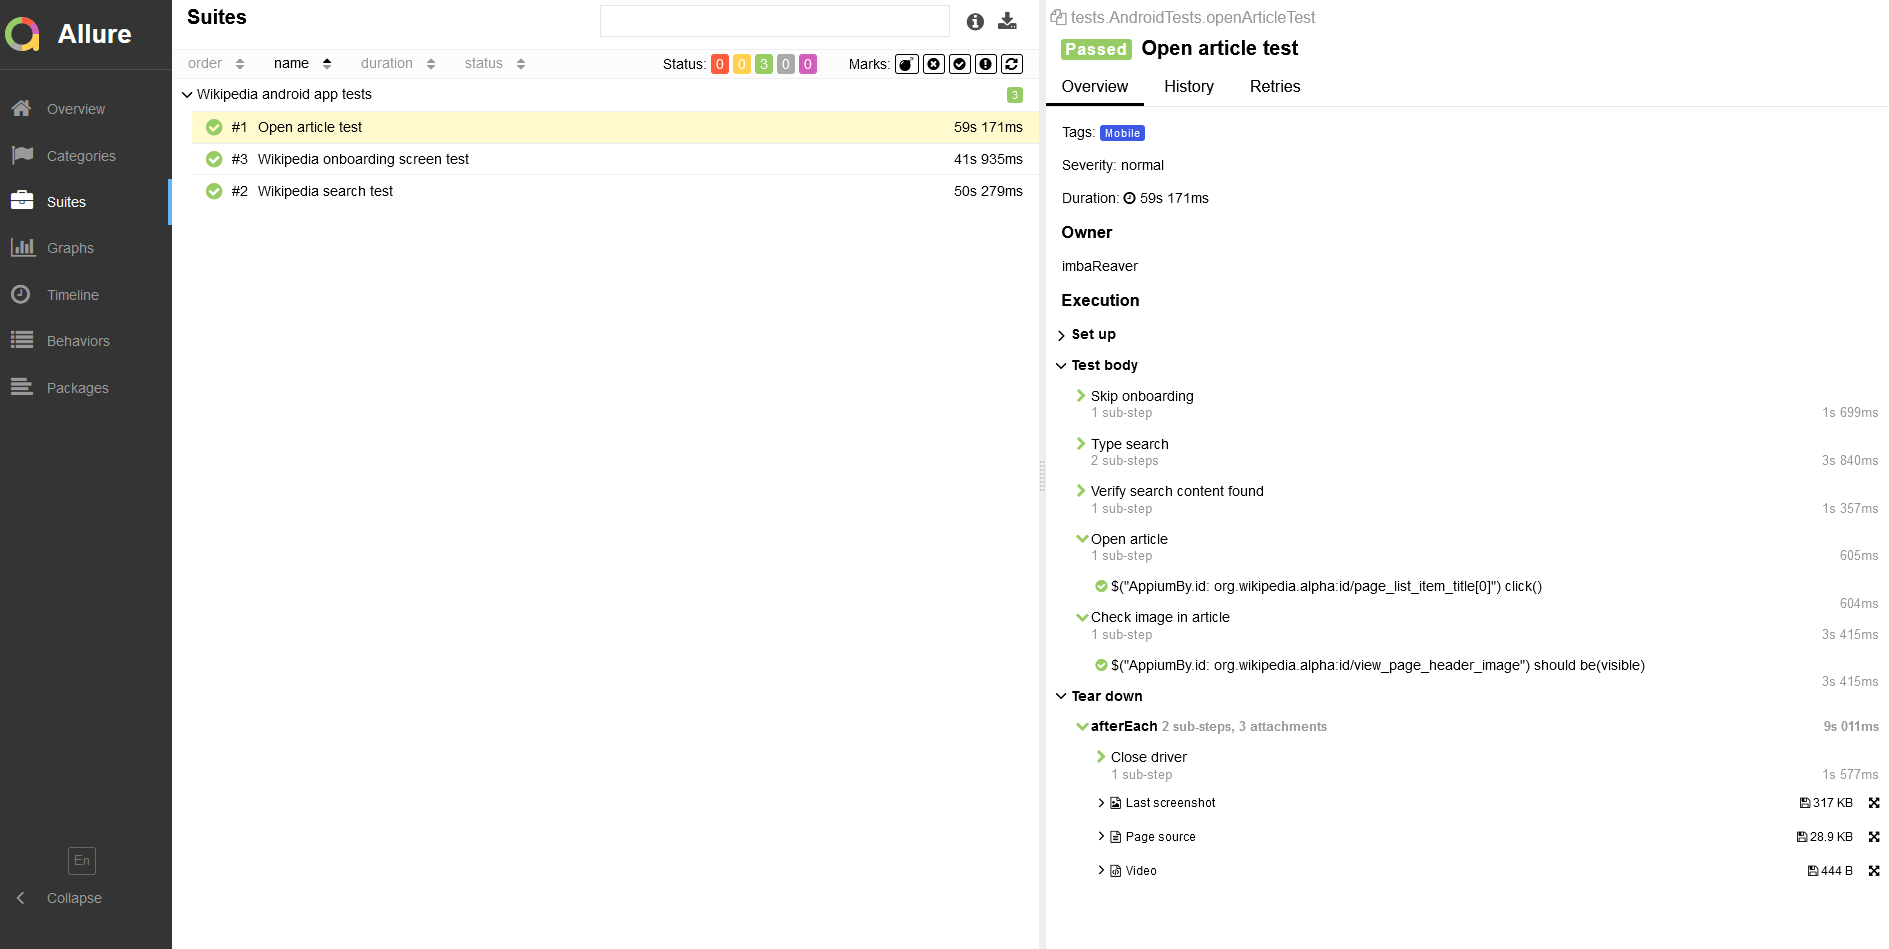 Allure
Overview
Categories
Suites
Graphs
Timeline
Behaviors
Packages
En
Collapse
Suites
order name duration status Status: 0 0 3 0 0 Marks:
Wikipedia android app tests 3
#1 Open article test 59s 171ms
#3 Wikipedia onboarding screen test 41s 935ms
#2 Wikipedia search test 50s 279ms
tests.AndroidTests.openArticleTest
Passed Open article test
Overview History Retries
Tags: Mobile
Severity: normal
Duration: 59s 171ms
Owner
imbaReaver
Execution
Set up
Test body
Skip onboarding
1 sub-step 1s 699ms
Type search
2 sub-steps 3s 840ms
Verify search content found
1 sub-step 1s 357ms
Open article
1 sub-step 605ms
$("AppiumBy.id: org.wikipedia.alpha:id/page_list_item_title[0]") click()
604ms
Check image in article
1 sub-step 3s 415ms
$("AppiumBy.id: org.wikipedia.alpha:id/view_page_header_image") should be(visible)
3s 415ms
Tear down
afterEach 2 sub-steps, 3 attachments 9s 011ms
Close driver
1 sub-step 1s 577ms
Last screenshot 317 KB
Page source 28.9 KB
Video 444 B